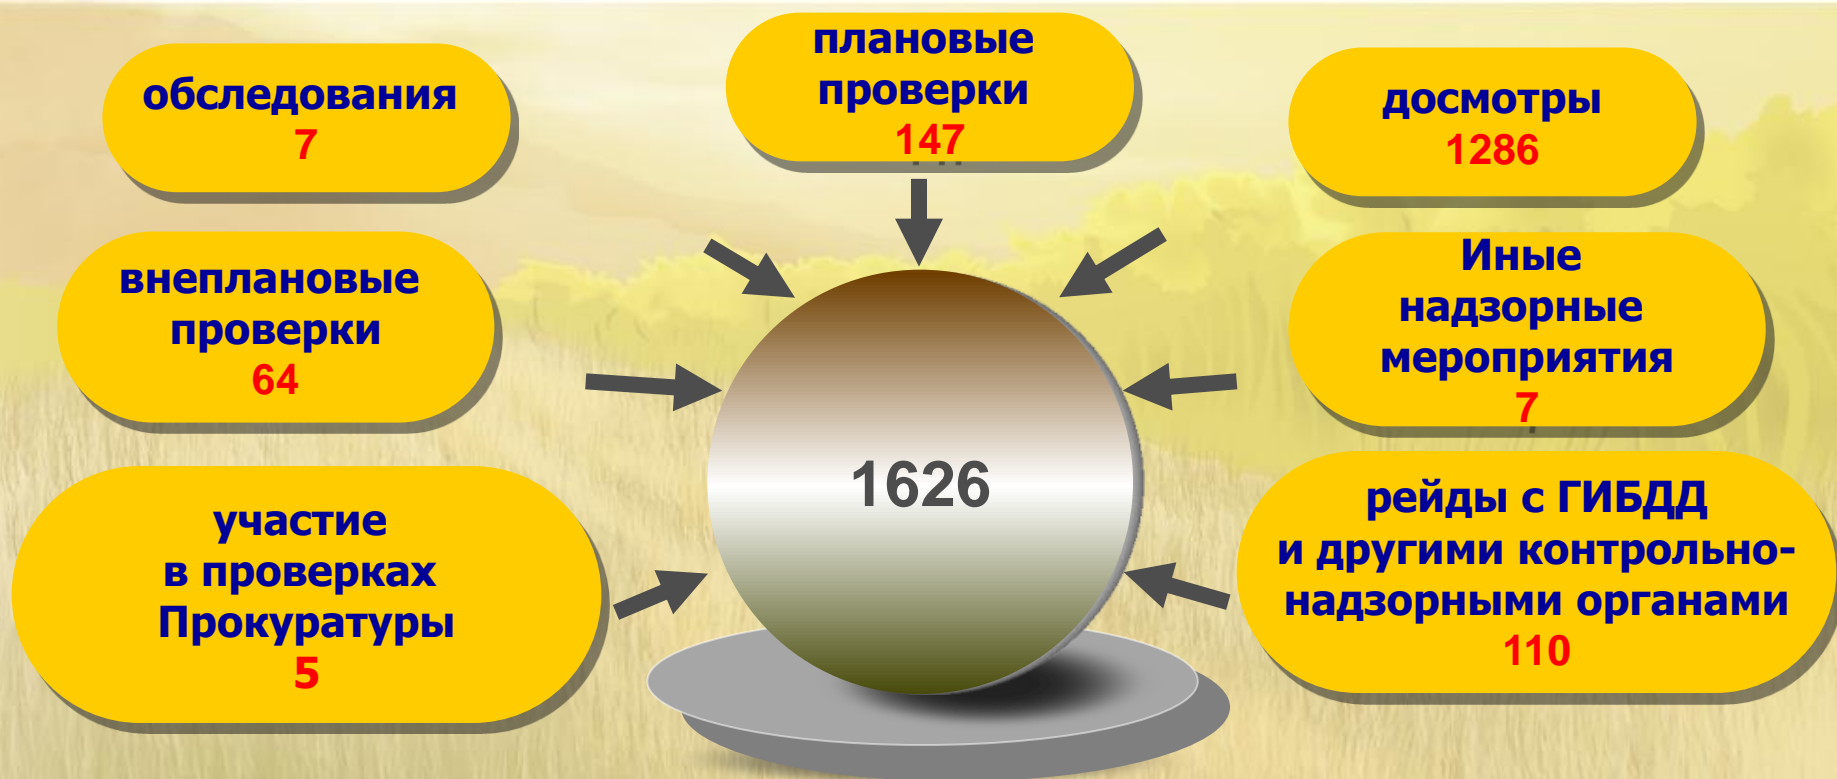 обследования
7
плановые
проверки
147
досмотры
1286
внеплановые
проверки
64
Иные
надзорные
мероприятия
7
1626
участие
в проверках
Прокуратуры
5
рейды с ГИБДД
и другими контрольно-
надзорными органами
110